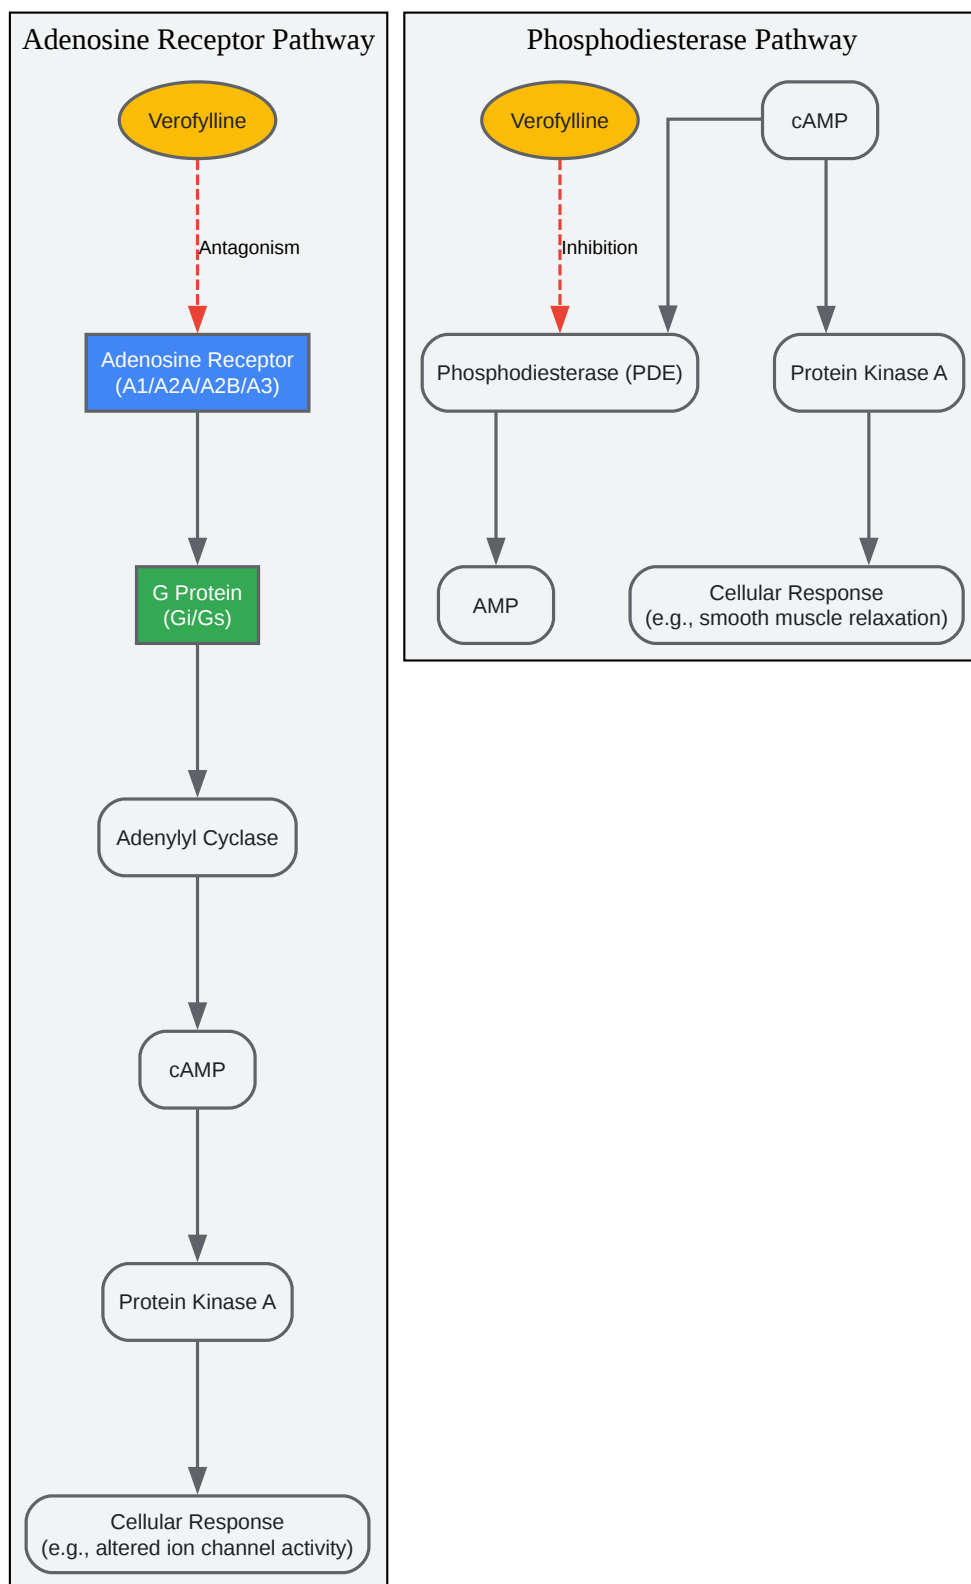 Adenosine Receptor Pathway
Verofylline
Antagonism
Adenosine Receptor
(A1/A2A/A2B/A3)
G Protein
(Gi/Gs)
Adenylyl Cyclase
cAMP
Protein Kinase A
Cellular Response
(e.g., altered ion channel activity)
Phosphodiesterase Pathway
Verofylline
cAMP
Inhibition
Phosphodiesterase (PDE)
Protein Kinase A
AMP
Cellular Response
(e.g., smooth muscle relaxation)